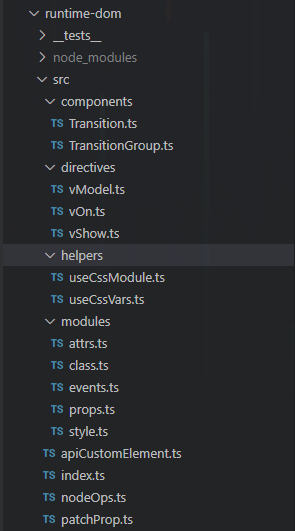 runtime-dom
__tests__
node_modules
src
components
TS Transition.ts
TS TransitionGroup.ts
directives
TS vModel.ts
TS vOn.ts
TS vShow.ts
helpers
TS useCssModule.ts
TS useCssVars.ts
modules
TS attrs.ts
TS class.ts
TS events.ts
TS props.ts
TS style.ts
TS apiCustomElement.ts
TS index.ts
TS nodeOps.ts
TS patchProp.ts